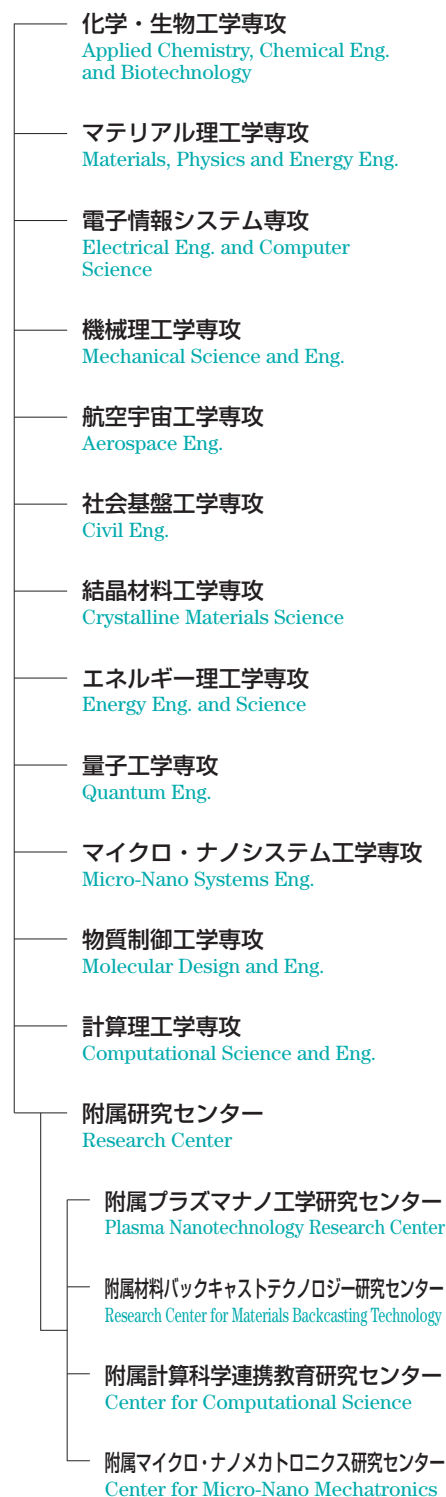 化学・生物工学専攻
Applied Chemistry, Chemical Eng.
and Biotechnology
マテリアル理工学専攻
Materials, Physics and Energy Eng.
電子情報システム専攻
Electrical Eng. and Computer
Science
機械理工学専攻
Mechanical Science and Eng.
航空宇宙工学専攻
Aerospace Eng.
社会基盤工学専攻
Civil Eng.
結晶材料工学専攻
Crystalline Materials Science
エネルギー理工学専攻
Energy Eng. and Science
量子工学専攻
Quantum Eng.
マイクロ・ナノシステム工学専攻
Micro-Nano Systems Eng.
物質制御工学専攻
Molecular Design and Eng.
計算理工学専攻
Computational Science and Eng.
附属研究センター
Research Center
附属プラズマナノ工学研究センター
Plasma Nanotechnology Research Center
附属材料バックキャストテクノロジー研究センター
Research Center for Materials Backcasting Technology
附属計算科学連携教育研究センター
Center for Computational Science
附属マイクロ・ナノメカトロニクス研究センター
Center for Micro-Nano Mechatronics